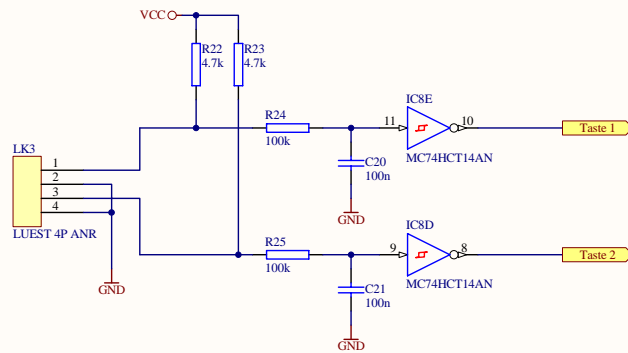 VCC
R22
4.7k
R23
4.7k
R24
100k
IC8E
11
10
MC74HCT14AN
Taste 1
C20
100n
GND
LK3
1
2
3
4
LUEST 4P ANR
GND
R25
100k
IC8D
9
8
MC74HCT14AN
Taste 2
C21
100n
GND